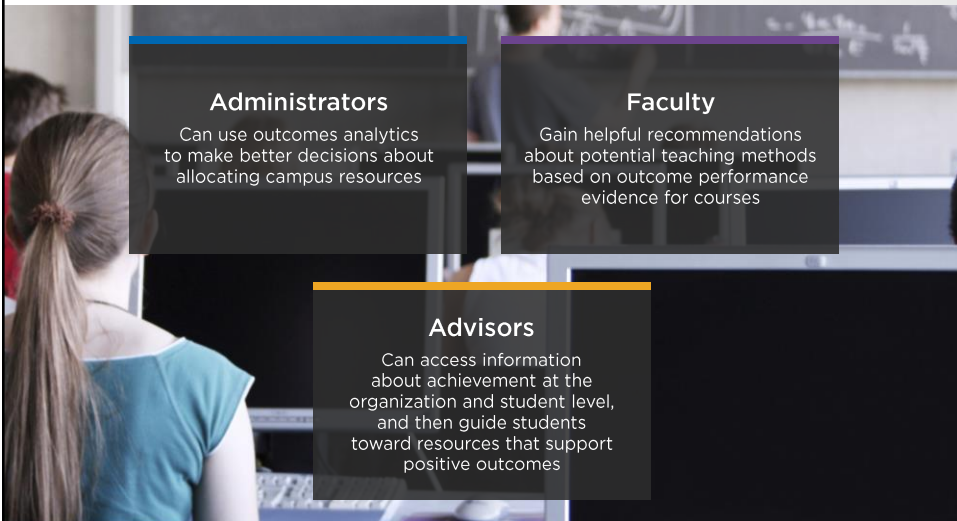 Administrators
Can use outcomes analytics
to make better decisions about
allocating campus resources
Faculty
Gain helpful recommendations
about potential teaching methods
based on outcome performance
evidence for courses
Advisors
Can access information
about achievement at the
organization and student level,
and then guide students
toward resources that support
positive outcomes